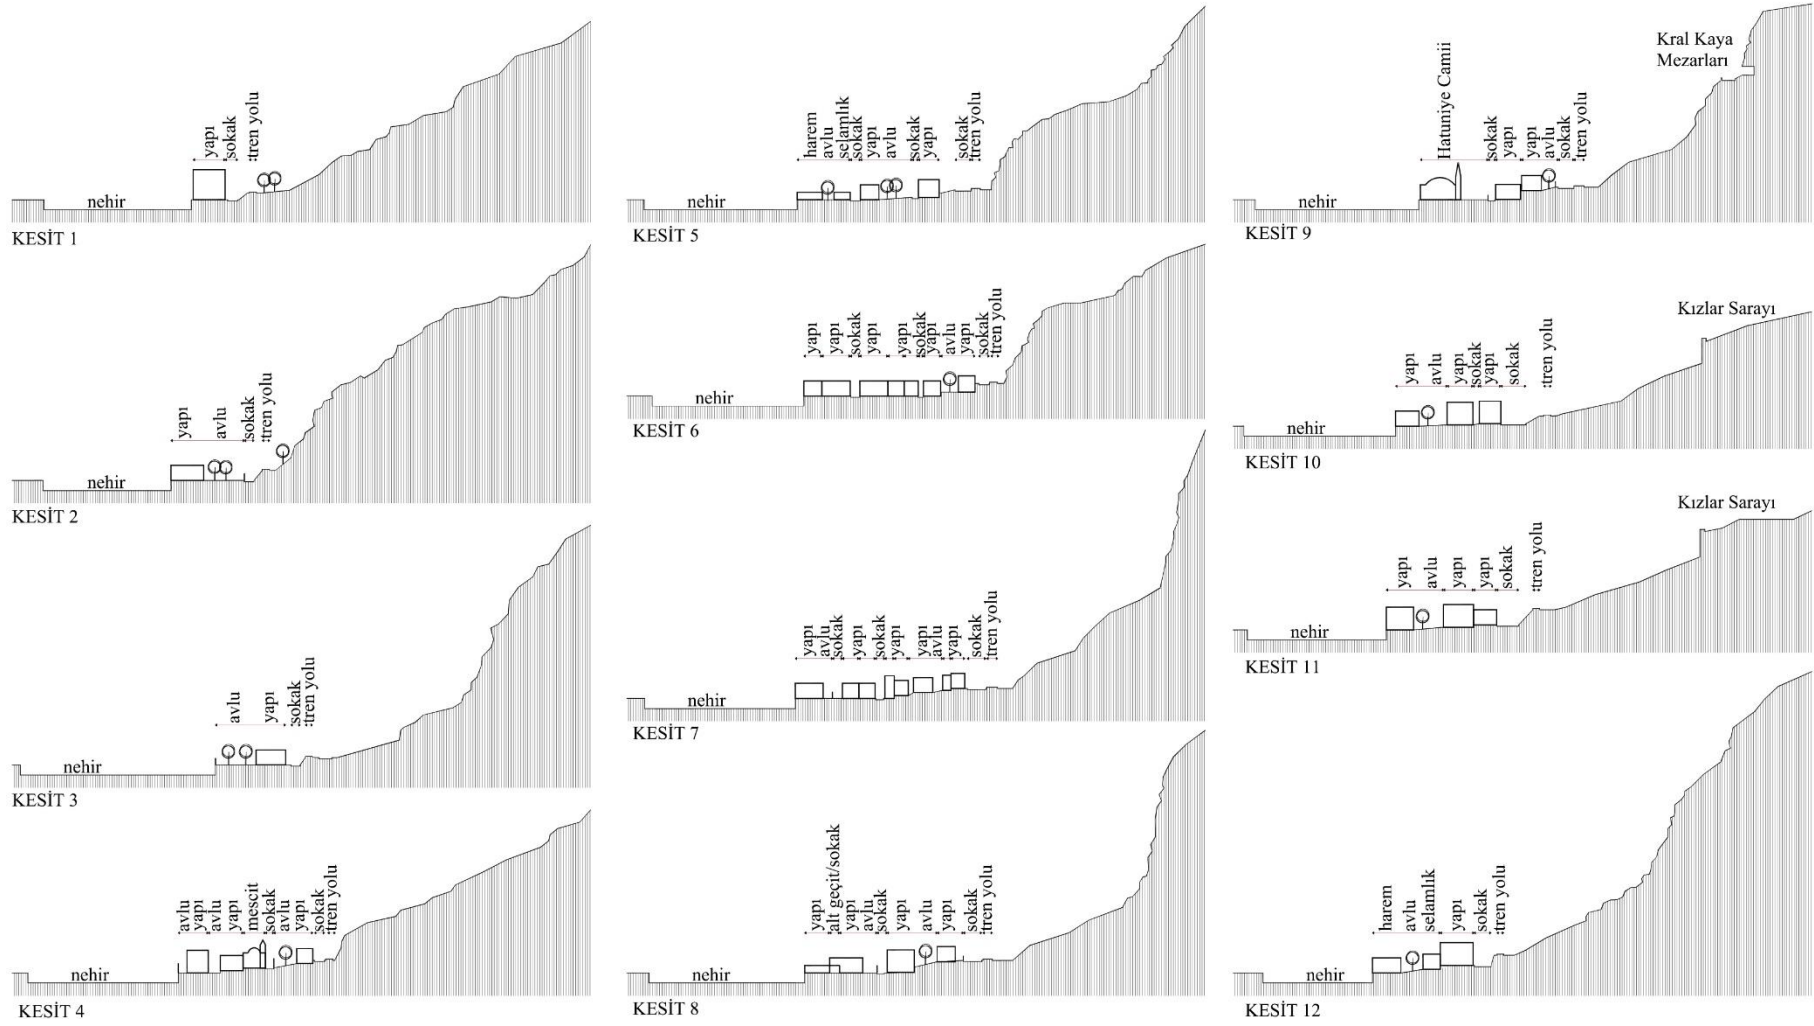 yapı
sokak
tren yolu
nehir
KESİT 1
yapı
avlu
sokak
tren yolu
nehir
KESİT 2
avlu
yapı
sokak
tren yolu
nehir
KESİT 3
avlu
yapı
avlu
yapı
mescit
sokak
avlu
yapı
sokak
tren yolu
nehir
KESİT 4
harem
avlu
selamlık
sokak
yapı
avlu
sokak
yapı
sokak
tren yolu
nehir
KESİT 5
yapı
yapı
sokak
yapı
yapı
sokak
yapı
avlu
yapı
sokak
tren yolu
nehir
KESİT 6
yapı
avlu
sokak
yapı
sokak
yapı
yapı
avlu
yapı
sokak
tren yolu
nehir
KESİT 7
yapı
alt geçit/sokak
yapı
avlu
sokak
yapı
avlu
yapı
sokak
tren yolu
nehir
KESİT 8
Hatuniye Camii
sokak
yapı
yapı
avlu
sokak
tren yolu
Kral Kaya
Mezarları
nehir
KESİT 9
yapı
avlu
yapı
sokak
yapı
sokak
tren yolu
Kızlar Sarayı
nehir
KESİT 10
yapı
avlu
yapı
yapı
sokak
tren yolu
Kızlar Sarayı
nehir
KESİT 11
harem
avlu
selamlık
yapı
sokak
tren yolu
nehir
KESİT 12